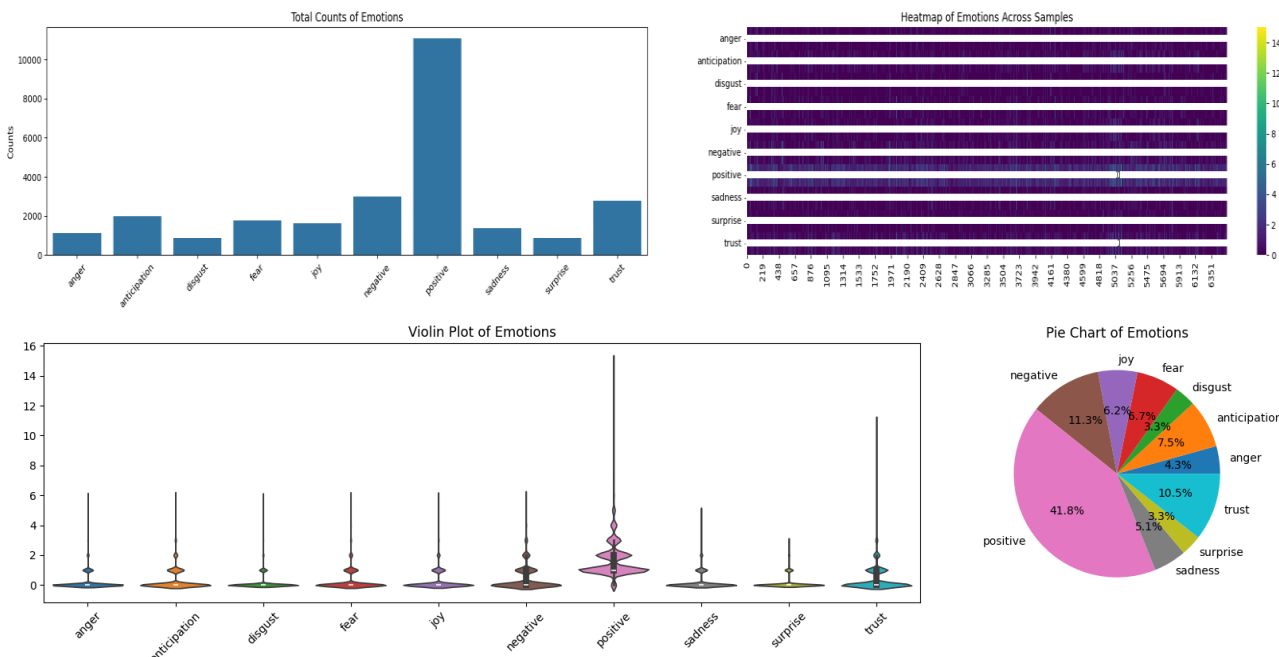 Total Counts of Emotions
10000
8000
6000
4000
2000
0
Counts
anger
anticipation
disgust
fear
joy
negative
positive
sadness
surprise
trust
Heatmap of Emotions Across Samples
anger
anticipation
disgust
fear
joy
negative
positive
sadness
surprise
trust
0 219 438 657 876 1095 1314 1533 1752 1971 2190 2409 2628 2847 3066 3285 3504 3723 3942 4161 4380 4599 4818 5037 5256 5475 5694 5913 6132 6351
14
12
10
8
6
4
2
0
Violin Plot of Emotions
16
14
12
10
8
6
4
2
0
anger
anticipation
disgust
fear
joy
negative
positive
sadness
surprise
trust
Pie Chart of Emotions
joy
fear
negative
disgust
anticipation
anger
trust
surprise
sadness
positive
6.2%
6.7%
11.3%
3.3%
7.5%
4.3%
10.5%
3.3%
5.1%
41.8%